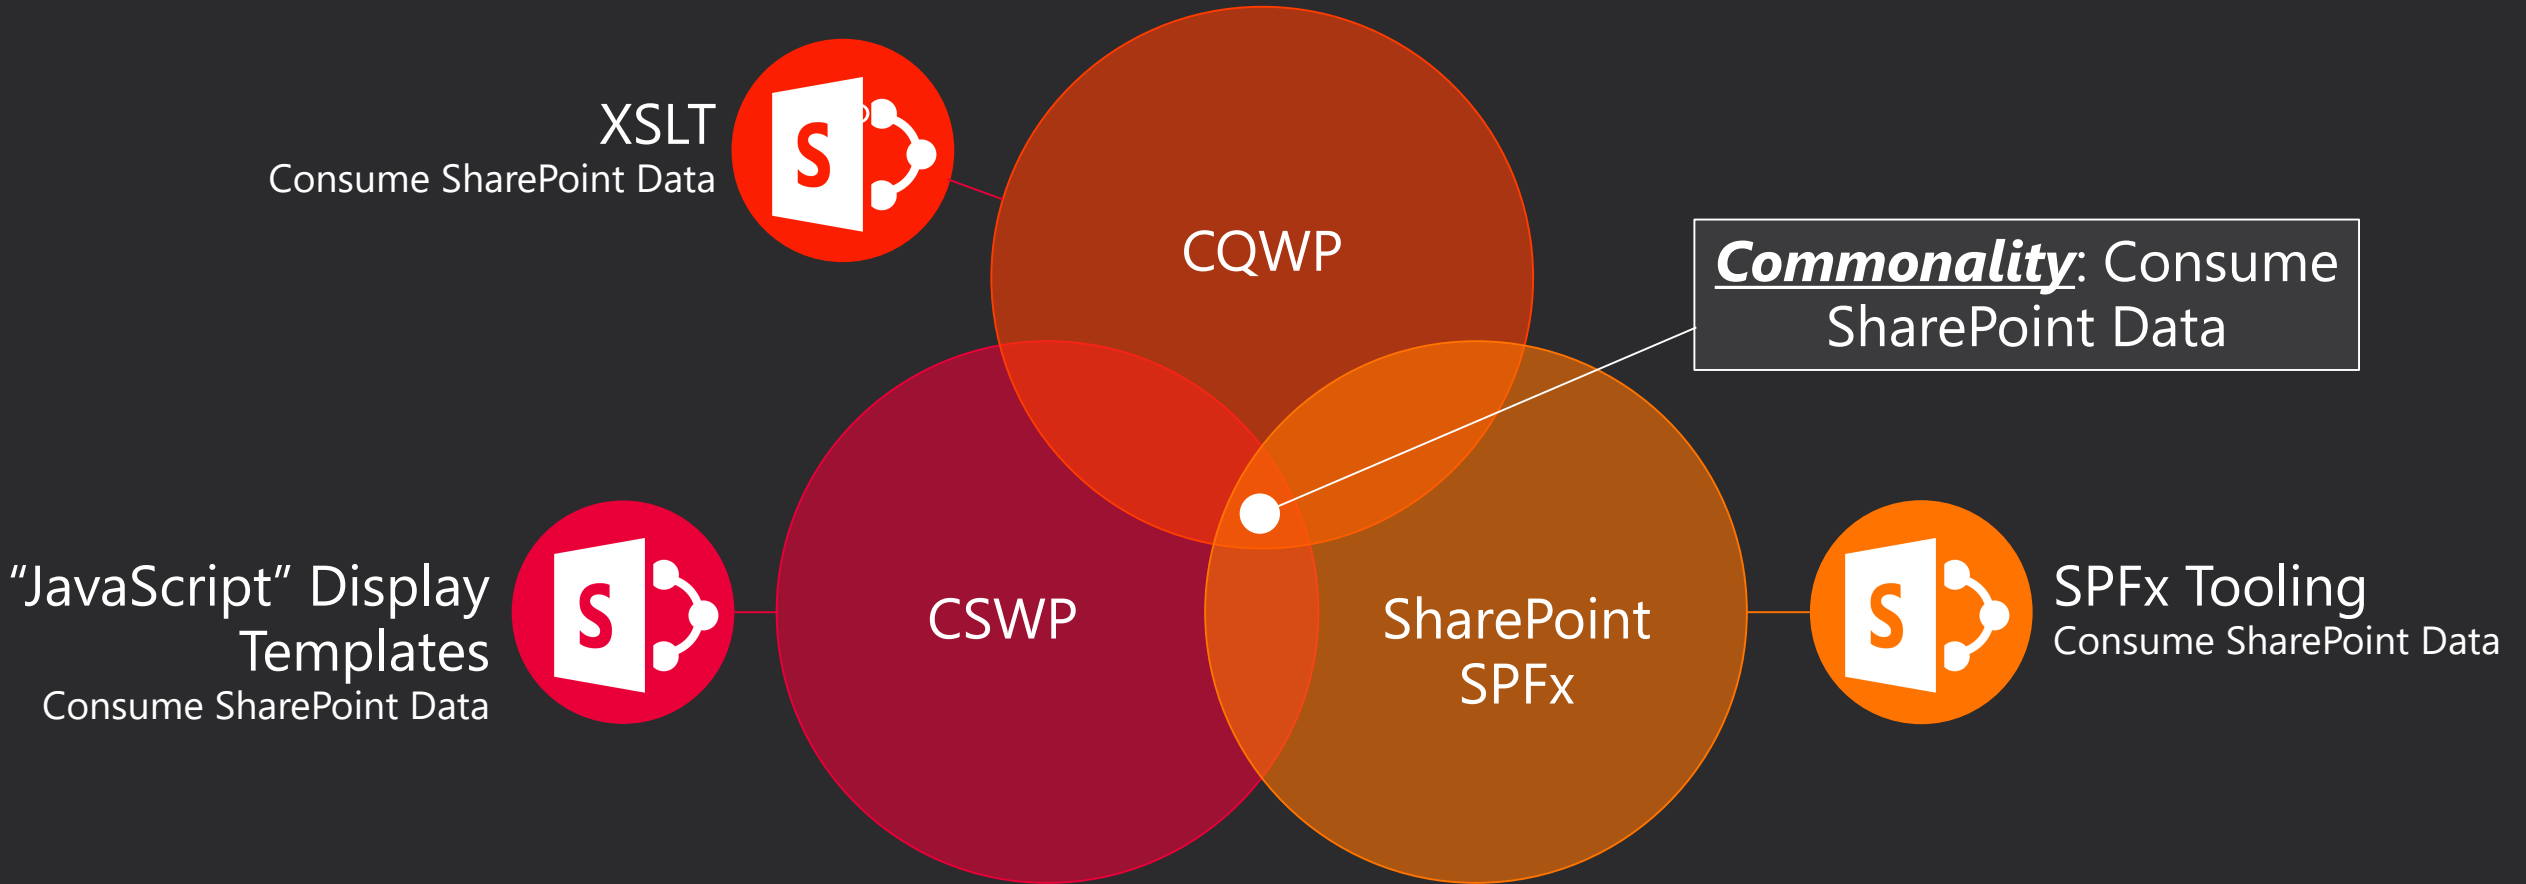 XSLT
Consume SharePoint Data
S
CQWP
Commonality: Consume
SharePoint Data
"JavaScript" Display
Templates
Consume SharePoint Data
S
CSWP
SharePoint
SPFx
S
SPFx Tooling
Consume SharePoint Data